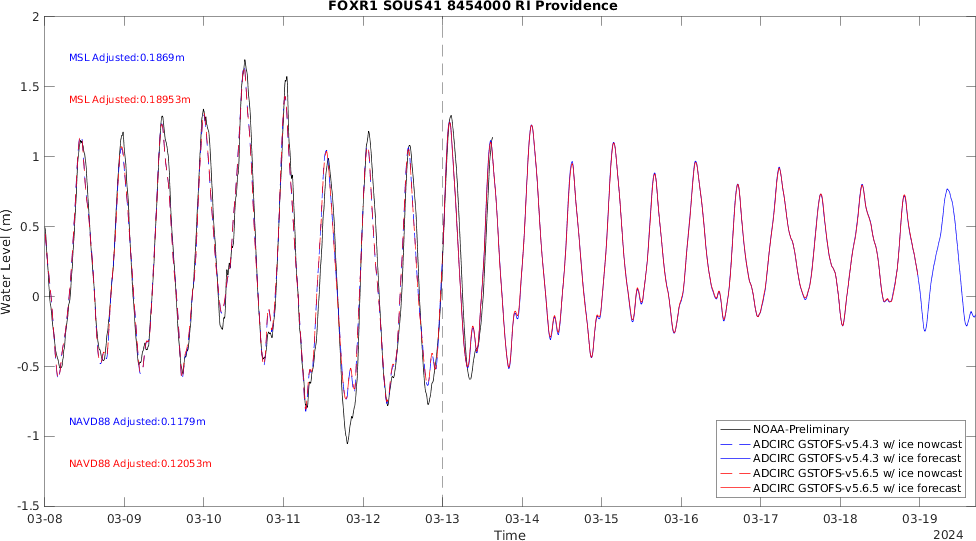 FOXR1 SOUS41 8454000 RI Providence
2
1.5
1
0.5
0
-0.5
-1
-1.5
Water Level (m)
MSL Adjusted:0.1869m
MSL Adjusted:0.18953m
NAVD88 Adjusted:0.1179m
NAVD88 Adjusted:0.12053m
NOAA-Preliminary
ADCIRC GSTOFS-v5.4.3 w/ ice nowcast
ADCIRC GSTOFS-v5.4.3 w/ ice forecast
ADCIRC GSTOFS-v5.6.5 w/ ice nowcast
ADCIRC GSTOFS-v5.6.5 w/ ice forecast
03-08 03-09 03-10 03-11 03-12 03-13 03-14 03-15 03-16 03-17 03-18 03-19
Time
2024